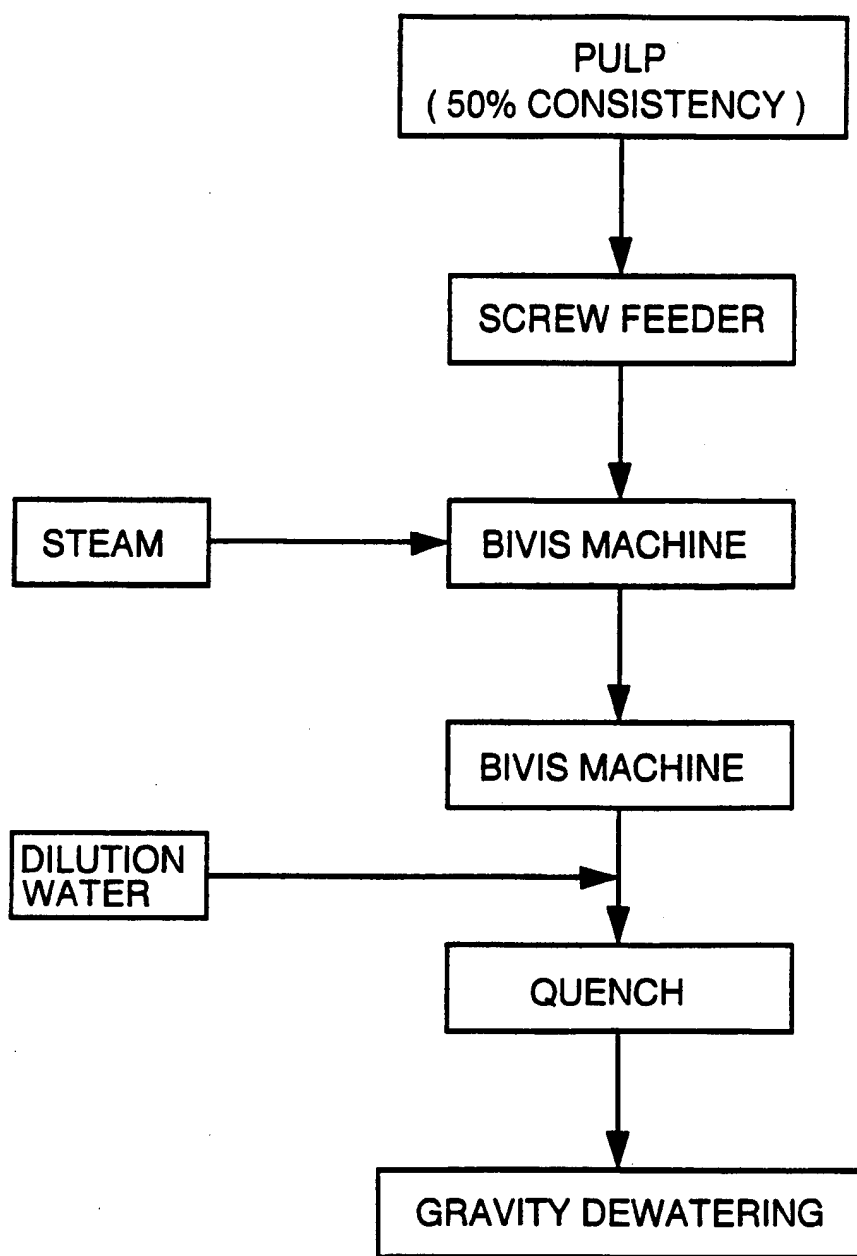 PULP
( 50% CONSISTENCY )
SCREW FEEDER
STEAM
BIVIS MACHINE
BIVIS MACHINE
DILUTION
WATER
QUENCH
GRAVITY DEWATERING